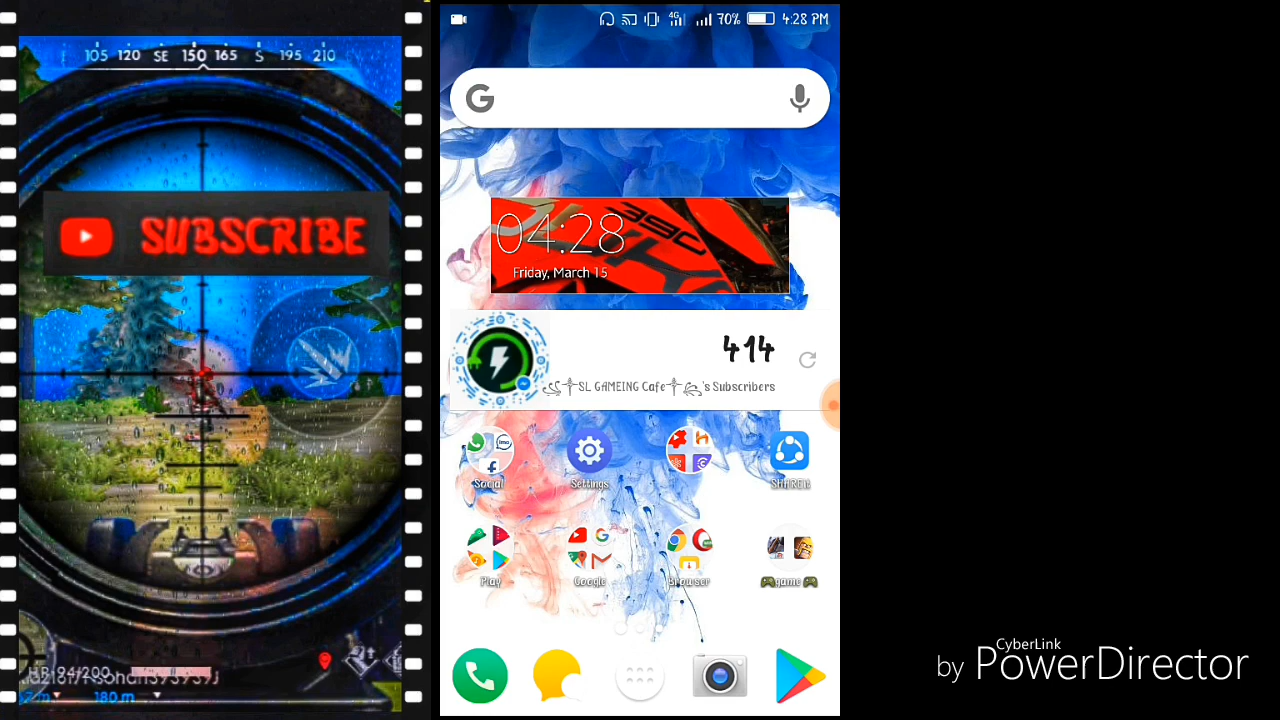 105 120 SE 150 165 S 195 210
SUBSCRIBE
180 m
4G 70% 4:28 PM
04:28
390
Friday, March 15
414
SL GAMEING Cafe 's Subscribers
Social
Settings
SHAREit
Play
Google
Browser
game
CyberLink
by PowerDirector